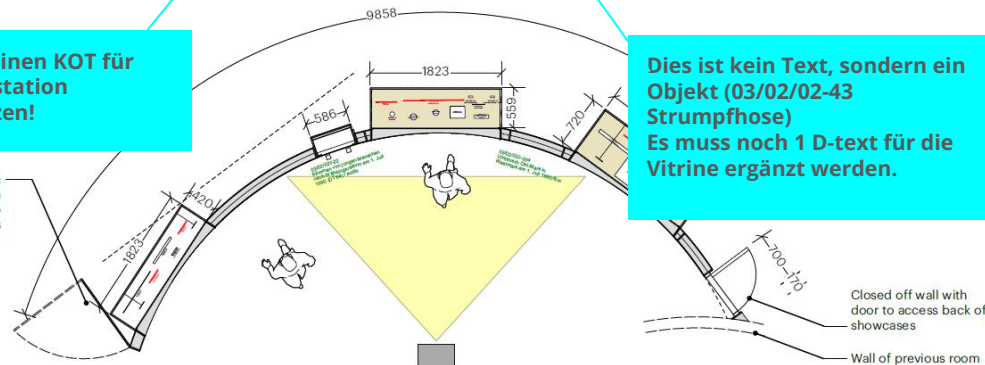 9858
inen KOT für
station
en!
Dies ist kein Text, sondern ein
Objekt (03/02/02-43
Strumpfhose)
Es muss noch 1 D-text für die
Vitrine ergänzt werden.
1823
559
586
720
420
1823
700
170
Closed off wall with
door to access back of
showcases
Wall of previous room